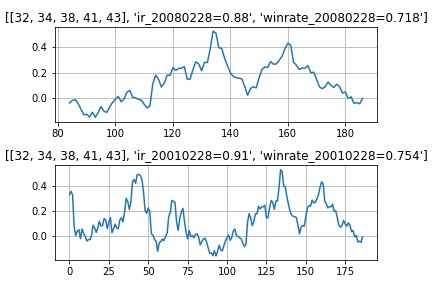 [[32, 34, 38, 41, 43], 'ir_20080228=0.88', 'winrate_20080228=0.718']
0.4
0.2
0.0
80 100 120 140 160 180
[[32, 34, 38, 41, 43], 'ir_20010228=0.91', 'winrate_20010228=0.754']
0.4
0.2
0.0
0 25 50 75 100 125 150 175